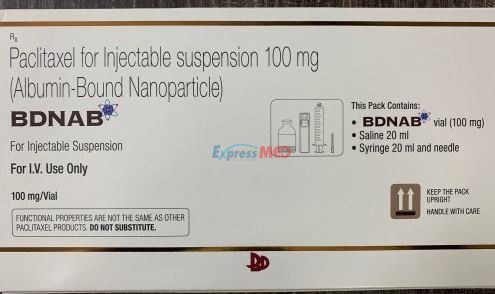 Rx
Paclitaxel for Injectable suspension 100 mg
(Albumin-Bound Nanoparticle)
BDNAB
For Injectable Suspension
For I.V. Use Only
100 mg/Vial
FUNCTIONAL PROPERTIES ARE NOT THE SAME AS OTHER
PACLITAXEL PRODUCTS. DO NOT SUBSTITUTE.
ExpressMED
This Pack Contains:
• BDNAB vial (100 mg)
• Saline 20 ml
• Syringe 20 ml and needle
KEEP THE PACK
UPRIGHT
HANDLE WITH CARE